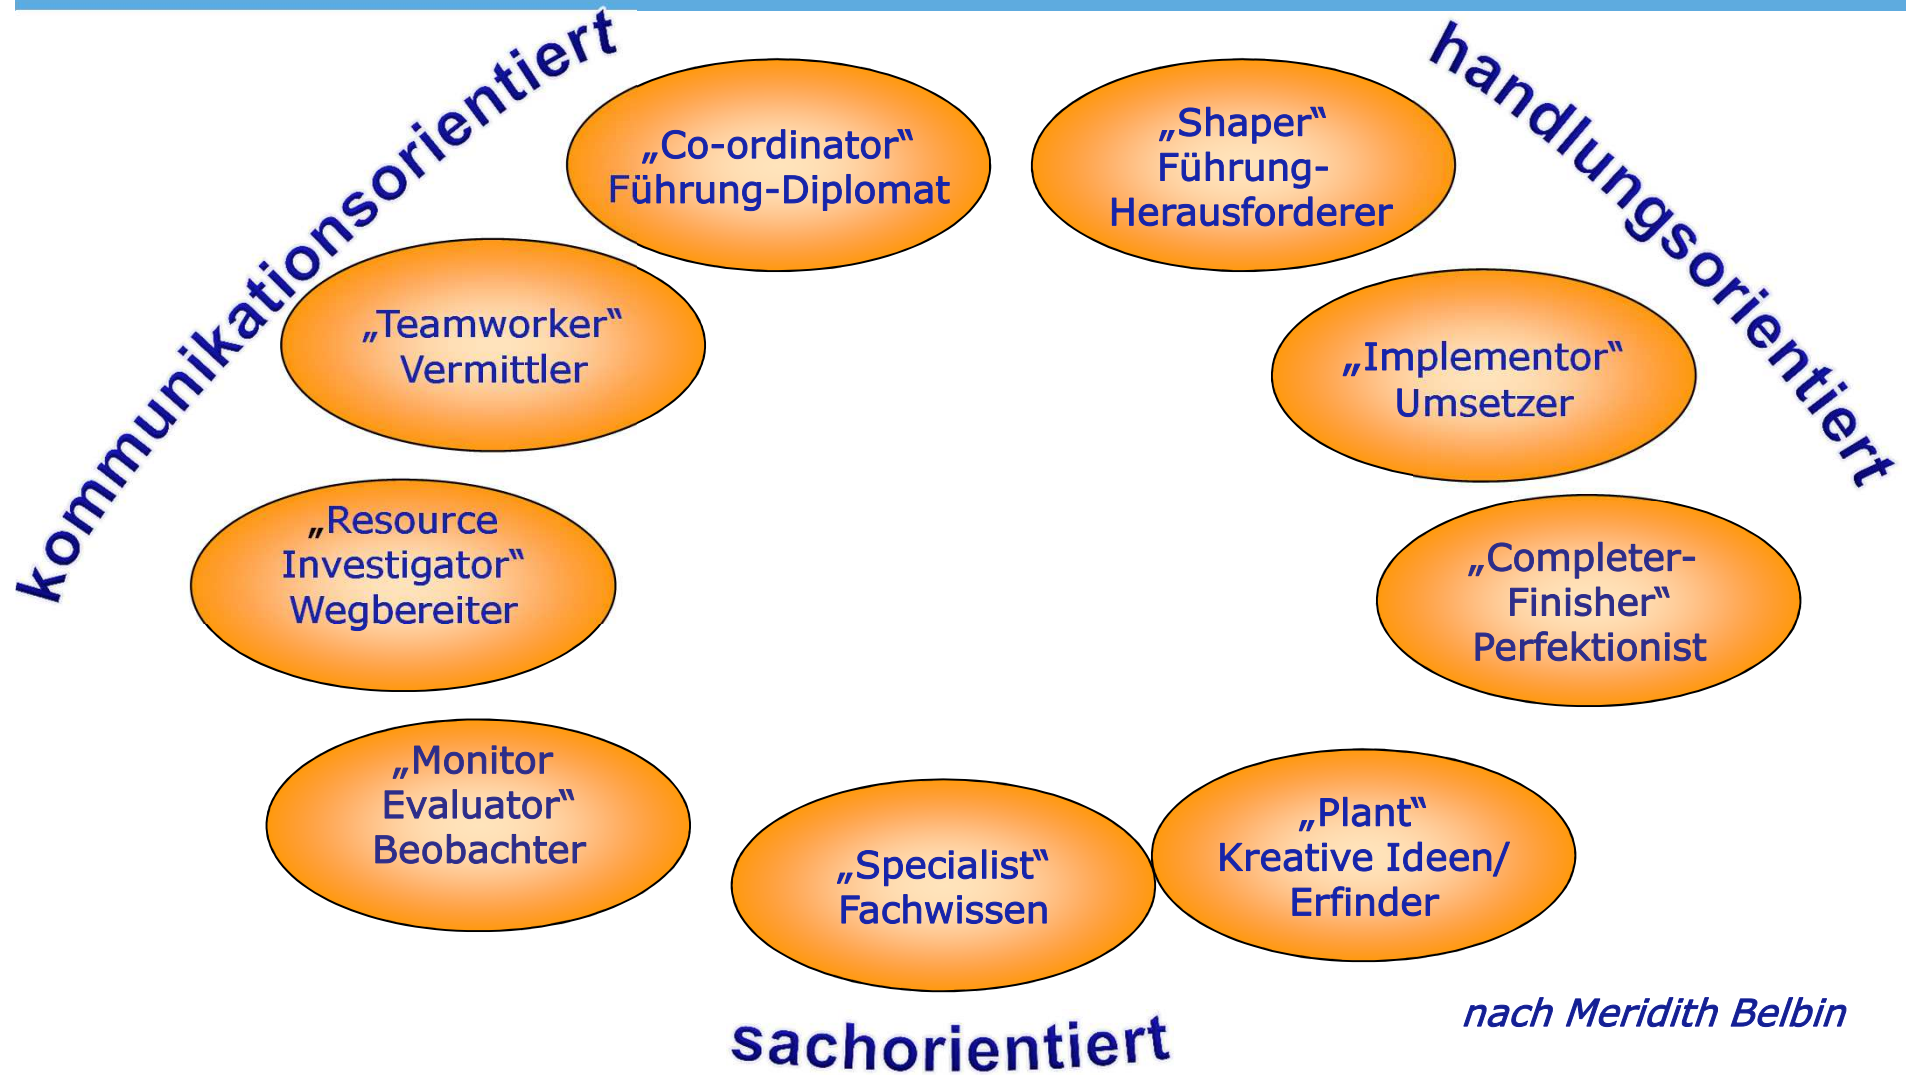 kommunikationsorientiert
handlungsorientiert
„Co-ordinator“
Führung-Diplomat
„Shaper“
Führung-
Herausforderer
„Teamworker“
Vermittler
„Implementor“
Umsetzer
„Resource
Investigator“
Wegbereiter
„Completer-
Finisher“
Perfektionist
„Monitor
Evaluator“
Beobachter
„Specialist“
Fachwissen
„Plant“
Kreative Ideen/
Erfinder
nach Meridith Belbin
sachorientiert